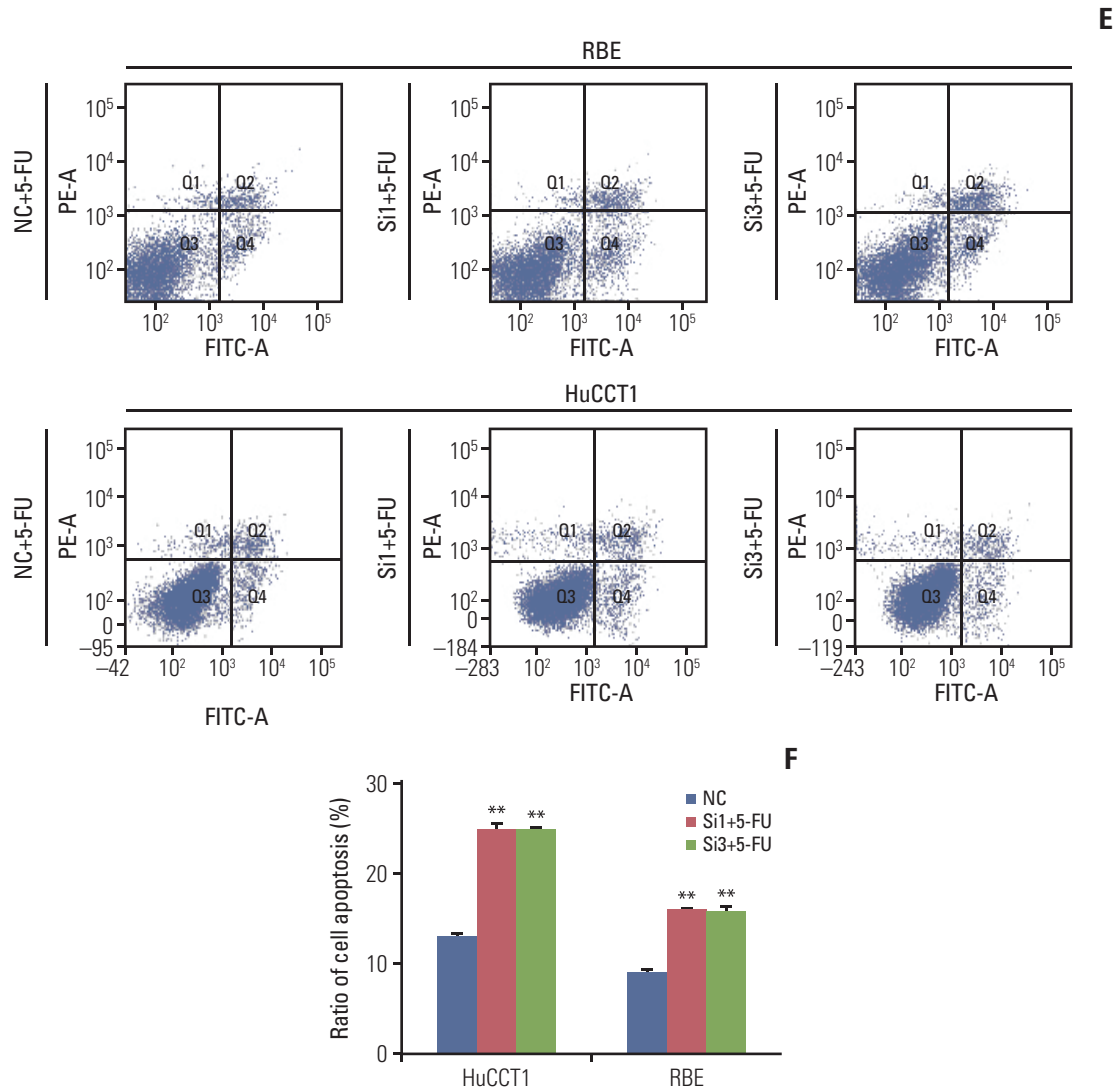 E
RBE
NC+5-FU
PE-A
10⁵
10⁴
10³
10²
Q1
Q2
Q3
Q4
10² 10³ 10⁴ 10⁵
FITC-A
Si1+5-FU
PE-A
10⁵
10⁴
10³
10²
Q1
Q2
Q3
Q4
10² 10³ 10⁴ 10⁵
FITC-A
Si3+5-FU
PE-A
10⁵
10⁴
10³
10²
Q1
Q2
Q3
Q4
10² 10³ 10⁴ 10⁵
FITC-A
HuCCT1
NC+5-FU
PE-A
10⁵
10⁴
10³
10²
0
–95
Q1
Q2
Q3
Q4
–42 10² 10³ 10⁴ 10⁵
FITC-A
Si1+5-FU
PE-A
10⁵
10⁴
10³
10²
0
–184
Q1
Q2
Q3
Q4
–283 10² 10³ 10⁴ 10⁵
FITC-A
Si3+5-FU
PE-A
10⁵
10⁴
10³
10²
0
–119
Q1
Q2
Q3
Q4
–243 10² 10³ 10⁴ 10⁵
FITC-A
F
Ratio of cell apoptosis (%)
30
20
10
0
** **
** **
NC
Si1+5-FU
Si3+5-FU
HuCCT1 RBE